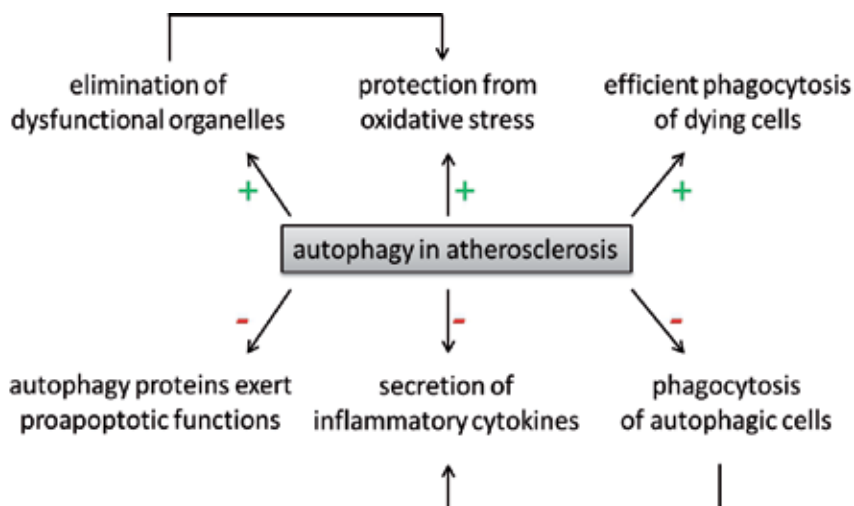 elimination of
dysfunctional organelles
protection from
oxidative stress
efficient phagocytosis
of dying cells
+
+
+
autophagy in atherosclerosis
-
-
-
autophagy proteins exert
proapoptotic functions
secretion of
inflammatory cytokines
phagocytosis
of autophagic cells